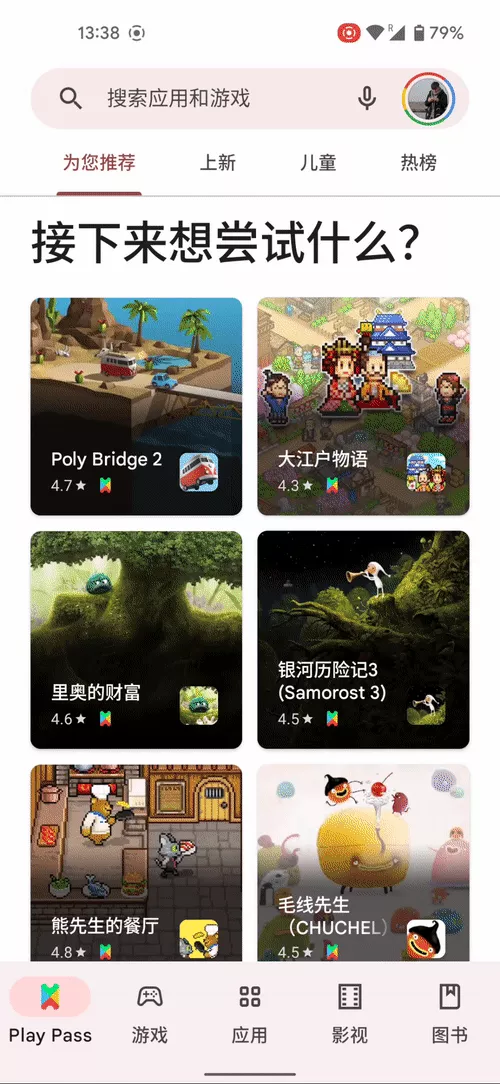 13:38
R
79%
搜索应用和游戏
为您推荐 上新 儿童 热榜
接下来想尝试什么？
Poly Bridge 2
4.7★
大江户物语
4.3★
里奥的财富
4.6★
银河历险记3
(Samorost 3)
4.5★
熊先生的餐厅
4.8★
毛线先生
（CHUCHEL）
4.5★
Play Pass 游戏 应用 影视 图书